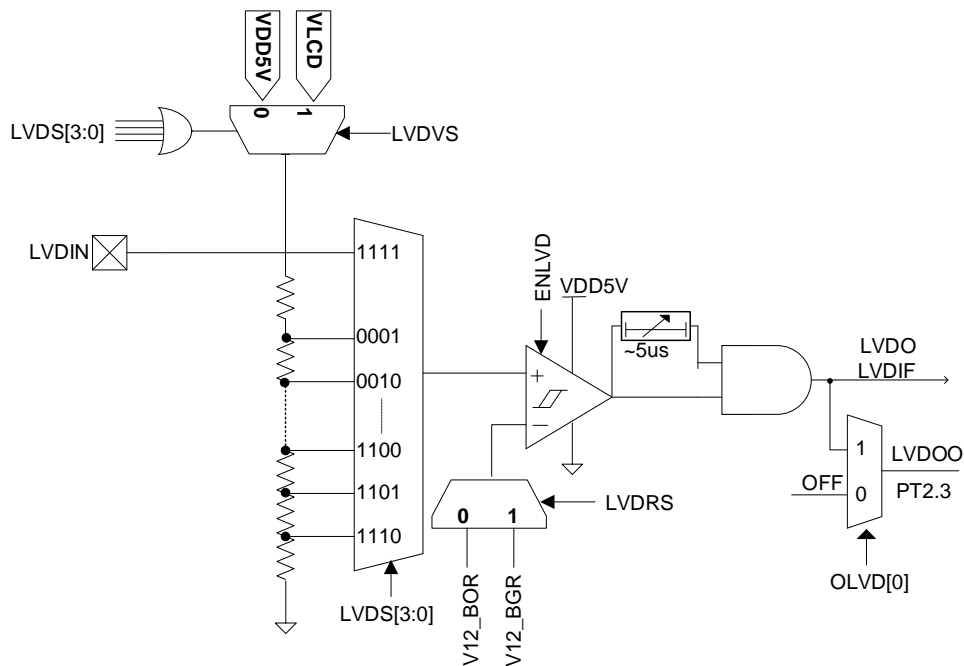 VDD5V
VLCD
0
1
LVDS[3:0]
LVDVS
LVDIN
1111
0001
0010
1100
1101
1110
LVDS[3:0]
ENLVD
VDD5V
+
−
~5us
0
1
LVDRS
V12_BOR
V12_BGR
LVDO
LVDIF
1
0
OFF
LVDOO
PT2.3
OLVD[0]